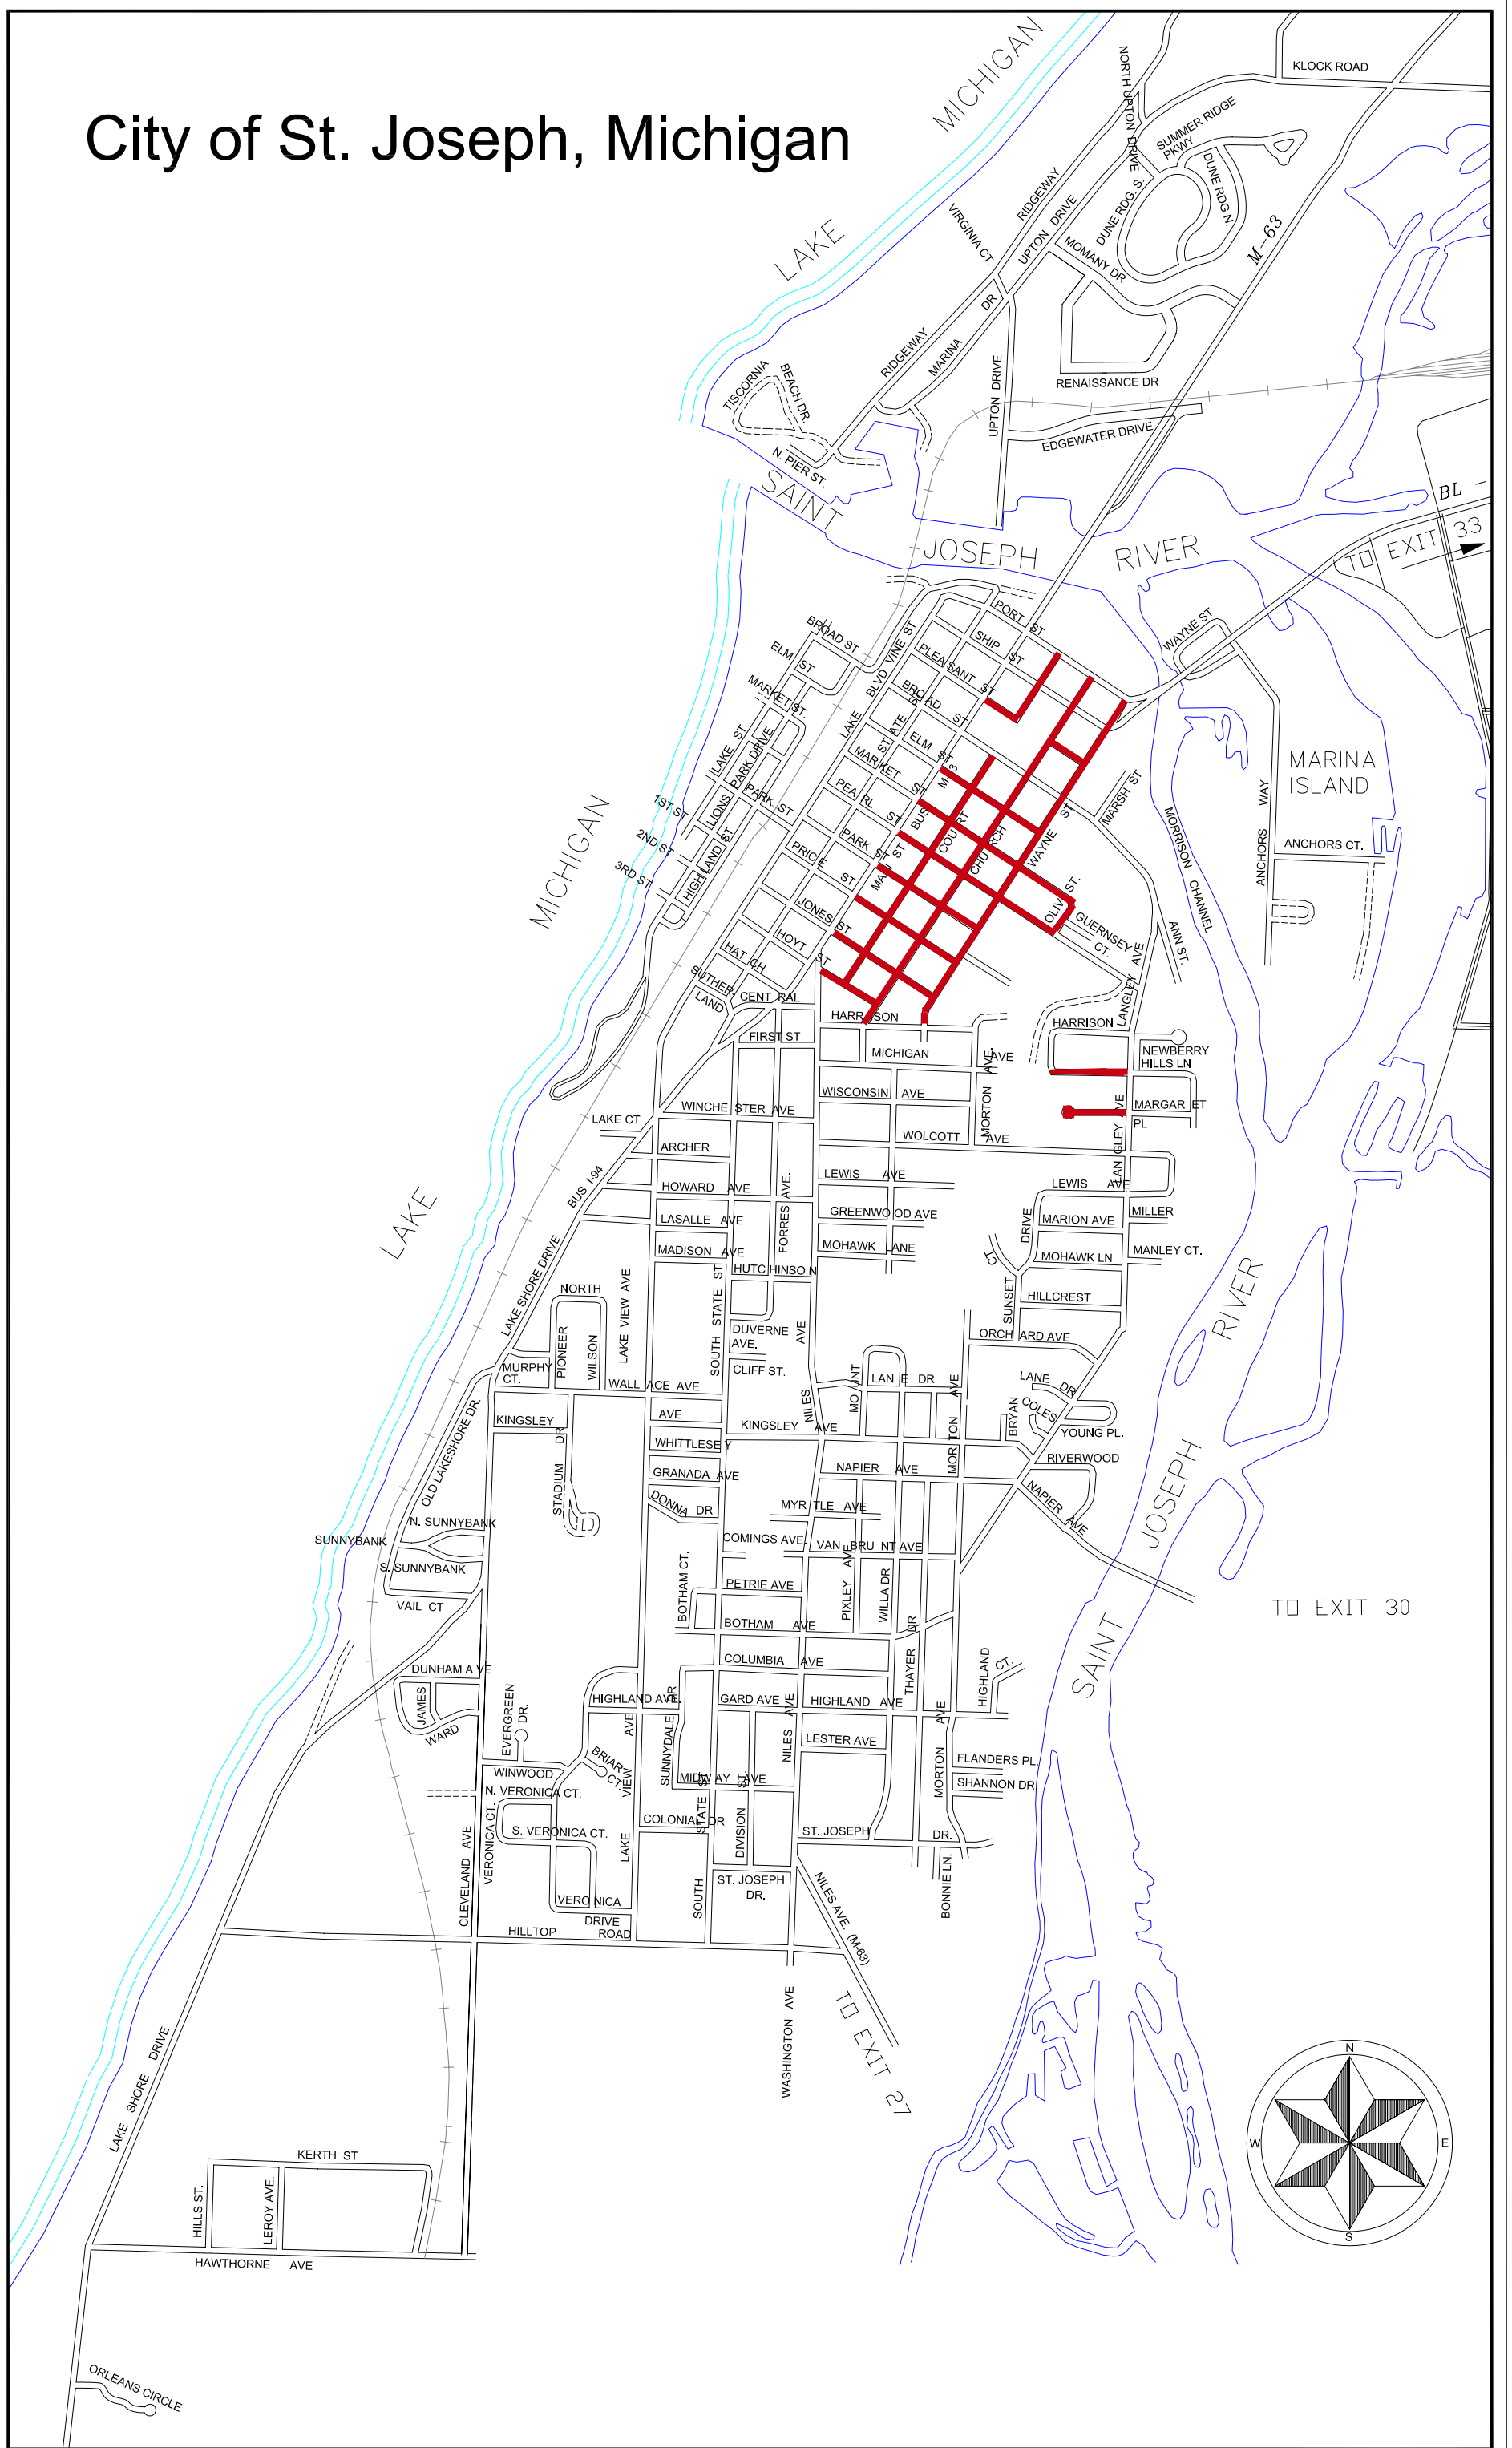 City of St. Joseph, Michigan
LAKE MICHIGAN
KLOCK ROAD
NORTH UPTON DRIVE
SUMMER RIDGE
PKWY
DUNE RDG N.
DUNE RDG. S.
RIDGEWAY
VIRGINIA CT.
UPTON DRIVE
MOMANY DR
M-63
RIDGEWAY
MARINA DR
RENAISSANCE DR
UPTON DRIVE
EDGEWATER DRIVE
TISCORNIA
BEACH DR.
N. PIER ST.
SAINT JOSEPH RIVER
BL -
TO EXIT 33
PORT ST
SHIP ST
PLEASANT ST
BROAD ST
BROAD ST
ELM ST
MARKET ST.
LAKE BLVD
VINE ST
STATE ST
ELM ST
MARKET ST
PEARL ST
PARK ST
PRICE ST
JONES ST
HOYT ST
HATCH
SUTHER-
LAND
LAKE ST
LIONS PARK DRIVE
PARK ST
HIGHLAND ST
1ST ST
2ND ST
3RD ST
BUS M-63
MAIN ST
COURT
CHURCH
WAYNE ST
MARSH ST
WAYNE ST
MARINA
ISLAND
ANCHORS WAY
ANCHORS CT.
MORRISON CHANNEL
OLIVE ST.
GUERNSEY
CT.
ANN ST.
LANGLEY AVE
LAKE MICHIGAN
CENTRAL
HARRISON
FIRST ST
MICHIGAN AVE
HARRISON
NEWBERRY
HILLS LN
WISCONSIN AVE
MORTON AVE.
MARGARET
PL
LANGLEY AVE
LAKE CT
WINCHESTER AVE
WOLCOTT AVE
ARCHER
BUS I-94
HOWARD AVE
LEWIS AVE
LEWIS AVE
LASALLE AVE
FORRES AVE.
GREENWOOD AVE
MARION AVE
MILLER
MADISON AVE
MOHAWK LANE
MOHAWK LN
MANLEY CT.
HUTCHINSON
SUNSET DRIVE
CT
HILLCREST
LAKE SHORE DRIVE
NORTH
PIONEER
WILSON
LAKE VIEW AVE
SOUTH STATE ST
DUVERNE
AVE.
CLIFF ST.
ORCHARD AVE
MURPHY
CT.
WALLACE AVE
NILES AVE
MOUNT
LANE DR
LANE DR
OLD LAKESHORE DR.
KINGSLEY AVE
KINGSLEY AVE
BRYAN
COLES
YOUNG PL.
WHITTLESEY
STADIUM DR
GRANADA AVE
NAPIER AVE
MORTON AVE
RIVERWOOD
NAPIER AVE
DONNA DR
MYRTLE AVE
N. SUNNYBANK
SUNNYBANK
S. SUNNYBANK
COMINGS AVE.
VAN BRUNT AVE
VAIL CT
BOTHAM CT.
PETRIE AVE
PIXLEY AVE
WILLA DR
BOTHAM AVE
COLUMBIA AVE
THAYER DR
HIGHLAND CT.
SAINT JOSEPH RIVER
TO EXIT 30
DUNHAM AVE
JAMES
WARD
EVERGREEN
DR.
HIGHLAND AVE.
SUNNYDALE DR
GARD AVE
HIGHLAND AVE
LESTER AVE
NILES AVE
FLANDERS PL.
SHANNON DR.
MORTON AVE
WINWOOD
BRIAR
CT.
MIDWAY AVE
N. VERONICA CT.
S. VERONICA CT.
VERONICA CT.
COLONIAL DR
DIVISION ST.
SOUTH STATE ST
LAKE VIEW AVE
ST. JOSEPH DR.
ST. JOSEPH
DR.
BONNIE LN.
CLEVELAND AVE
VERONICA
DRIVE
HILLTOP ROAD
NILES AVE. (M-63)
TO EXIT 27
WASHINGTON AVE
LAKE SHORE DRIVE
KERTH ST
HILLS ST.
LEROY AVE.
HAWTHORNE AVE
ORLEANS CIRCLE
N
W
E
S